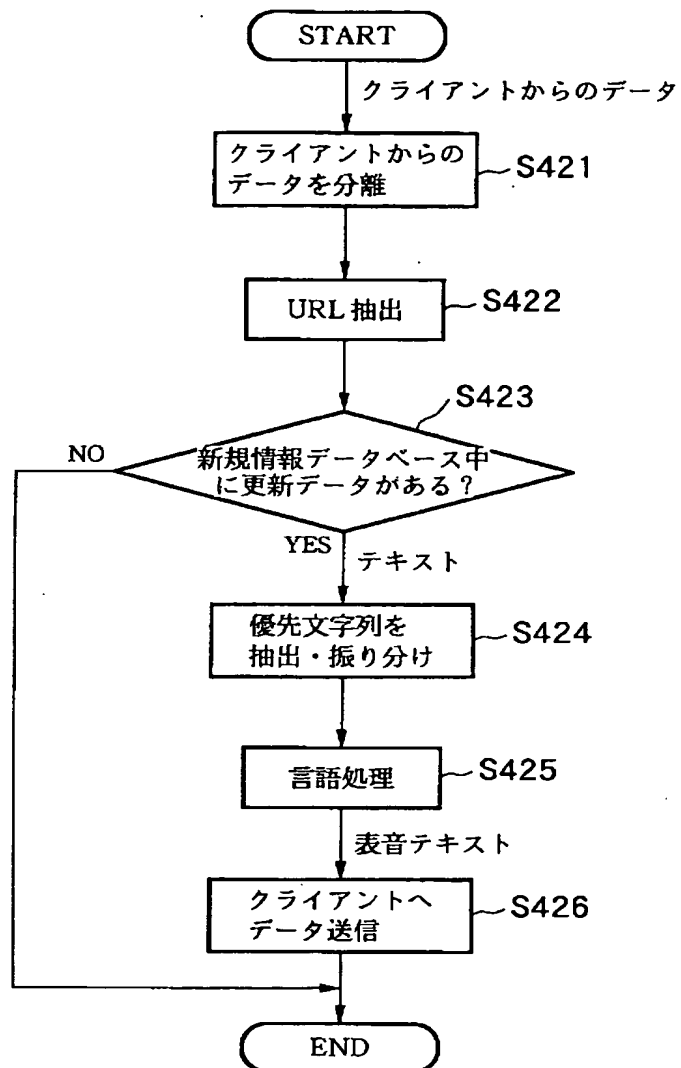 START
クライアントからのデータ
クライアントからの
データを分離
S421
URL 抽出
S422
S423
新規情報データベース中
に更新データがある?
NO
YES
テキスト
優先文字列を
抽出・振り分け
S424
言語処理
S425
表音テキスト
クライアントへ
データ送信
S426
END